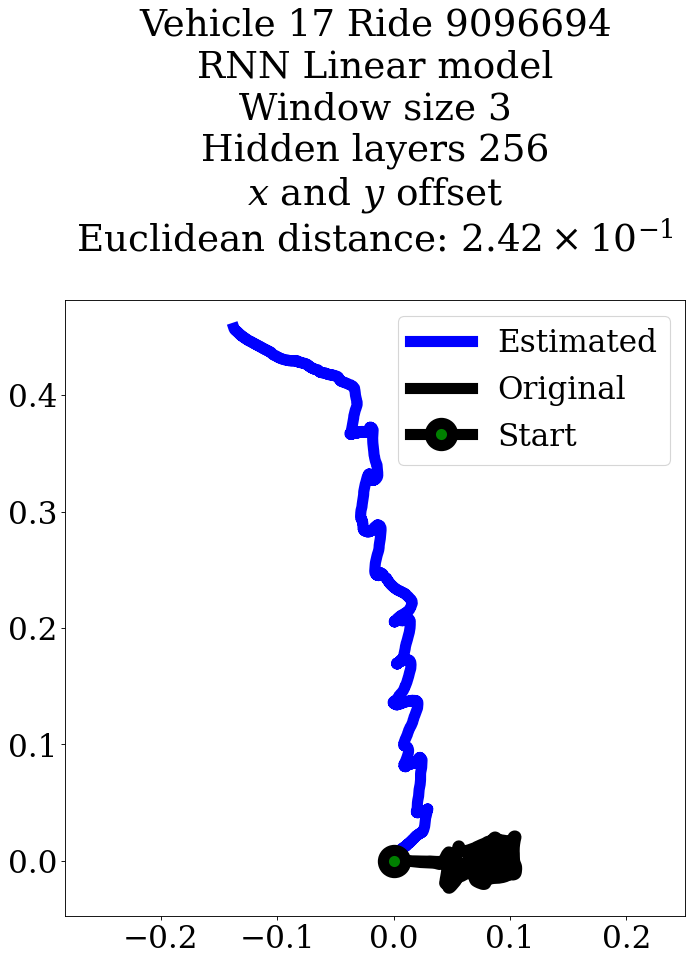 Vehicle 17 Ride 9096694
RNN Linear model
Window size 3
Hidden layers 256
x and y offset
Euclidean distance: 2.42 × 10⁻¹
Estimated
Original
Start
0.4
0.3
0.2
0.1
0.0
−0.2 −0.1 0.0 0.1 0.2